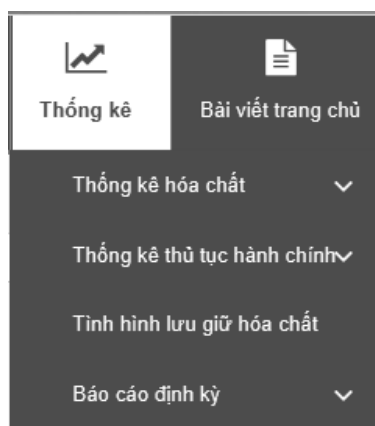 Thống kê
Bài viết trang chủ
Thống kê hóa chất
Thống kê thủ tục hành chính
Tình hình lưu giữ hóa chất
Báo cáo định kỳ